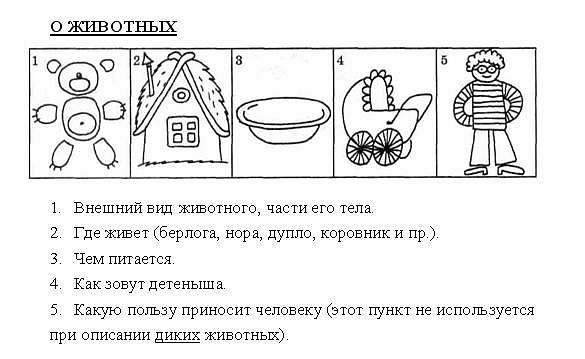 О ЖИВОТНЫХ
1 2 3 4 5
1. Внешний вид животного, части его тела.
2. Где живет (берлога, нора, дупло, коровник и пр.).
3. Чем питается.
4. Как зовут детеныша.
5. Какую пользу приносит человеку (этот пункт не используется
при описании диких животных).